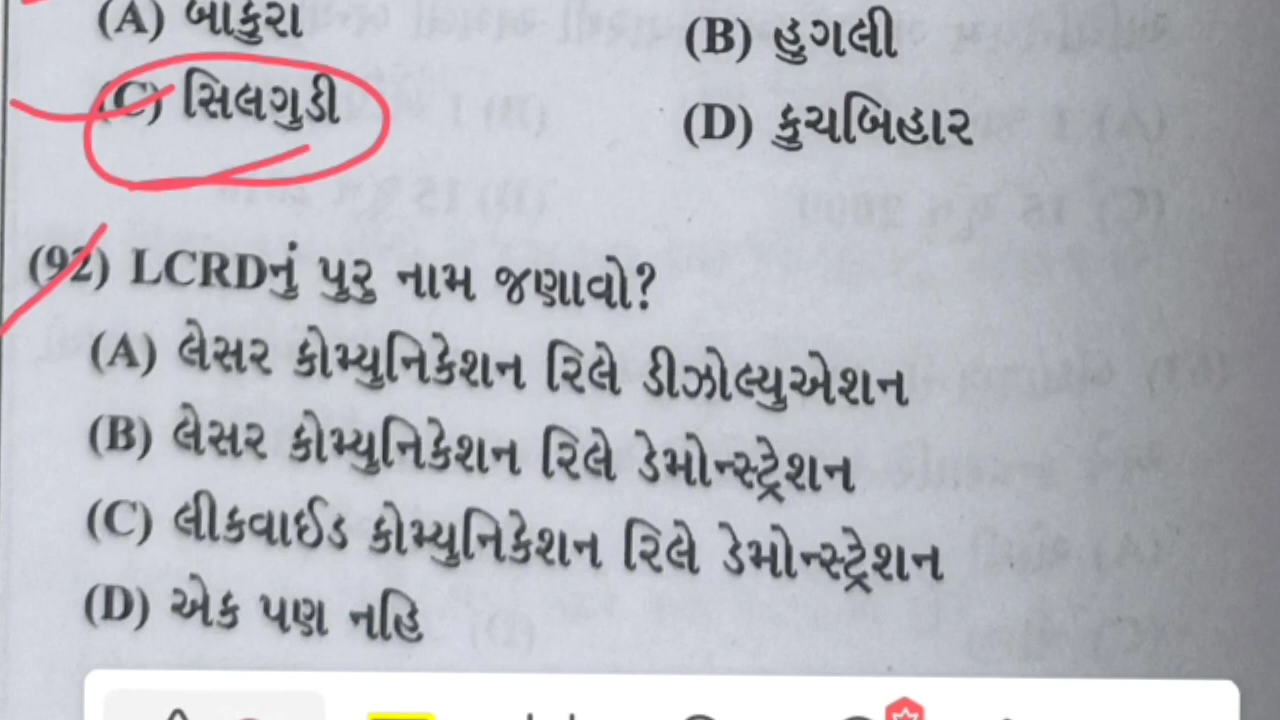 (A) બાંકુરા
(B) હુગલી
(C) સિલગુડી
(D) કુચબિહાર
(92) LCRDનું પુરુ નામ જણાવો?
(A) લેસર કોમ્યુનિકેશન રિલે ડીઝોલ્યુએશન
(B) લેસર કોમ્યુનિકેશન રિલે ડેમોન્સ્ટ્રેશન
(C) લીકવાઈડ કોમ્યુનિકેશન રિલે ડેમોન્સ્ટ્રેશન
(D) એક પણ નહિ